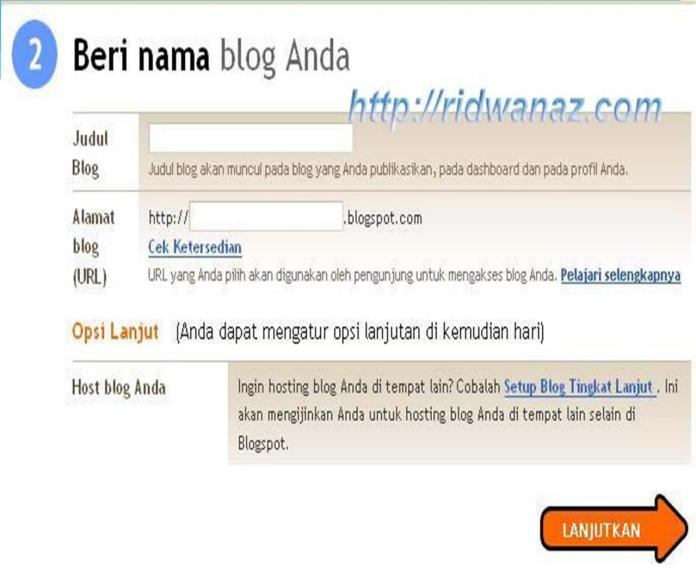 2
Beri nama blog Anda
http://ridwanaz.com
Judul
Blog
Judul blog akan muncul pada blog yang Anda publikasikan, pada dashboard dan pada profil Anda.
Alamat
blog
(URL)
http:// .blogspot.com
Cek Ketersedian
URL yang Anda pilih akan digunakan oleh pengunjung untuk mengakses blog Anda. Pelajari selengkapnya
Opsi Lanjut (Anda dapat mengatur opsi lanjutan di kemudian hari)
Host blog Anda
Ingin hosting blog Anda di tempat lain? Cobalah Setup Blog Tingkat Lanjut . Ini
akan mengijinkan Anda untuk hosting blog Anda di tempat lain selain di
Blogspot.
LANJUTKAN